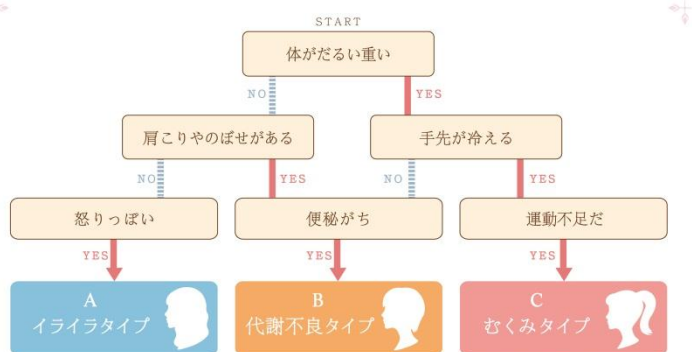 START
体がだるい重い
NO
YES
肩こりやのぼせがある
手先が冷える
NO
YES
NO
YES
怒りっぽい
便秘がち
運動不足だ
YES
YES
YES
A
イライラタイプ
B
代謝不良タイプ
C
むくみタイプ